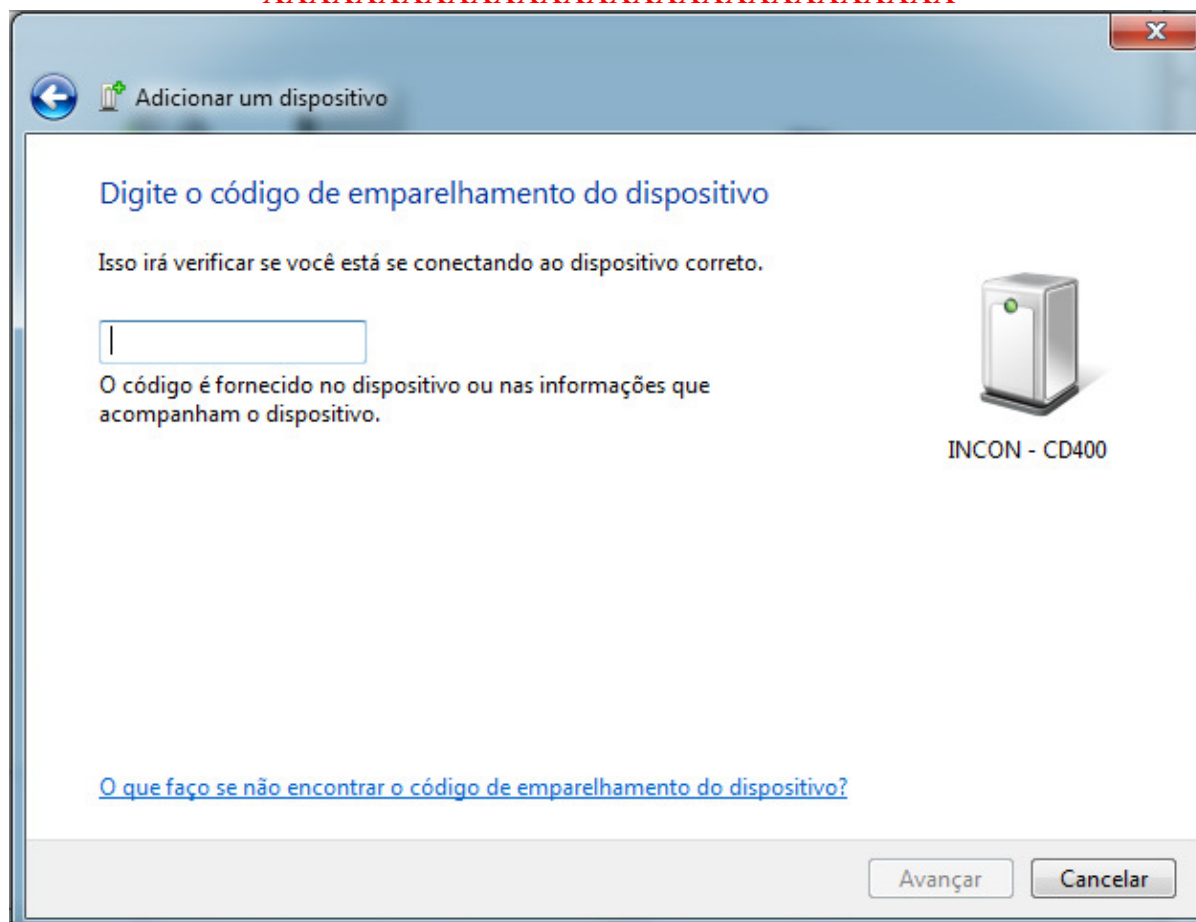 Adicionar um dispositivo
Digite o código de emparelhamento do dispositivo
Isso irá verificar se você está se conectando ao dispositivo correto.
O código é fornecido no dispositivo ou nas informações que
acompanham o dispositivo.
INCON - CD400
O que faço se não encontrar o código de emparelhamento do dispositivo?
Avançar
Cancelar